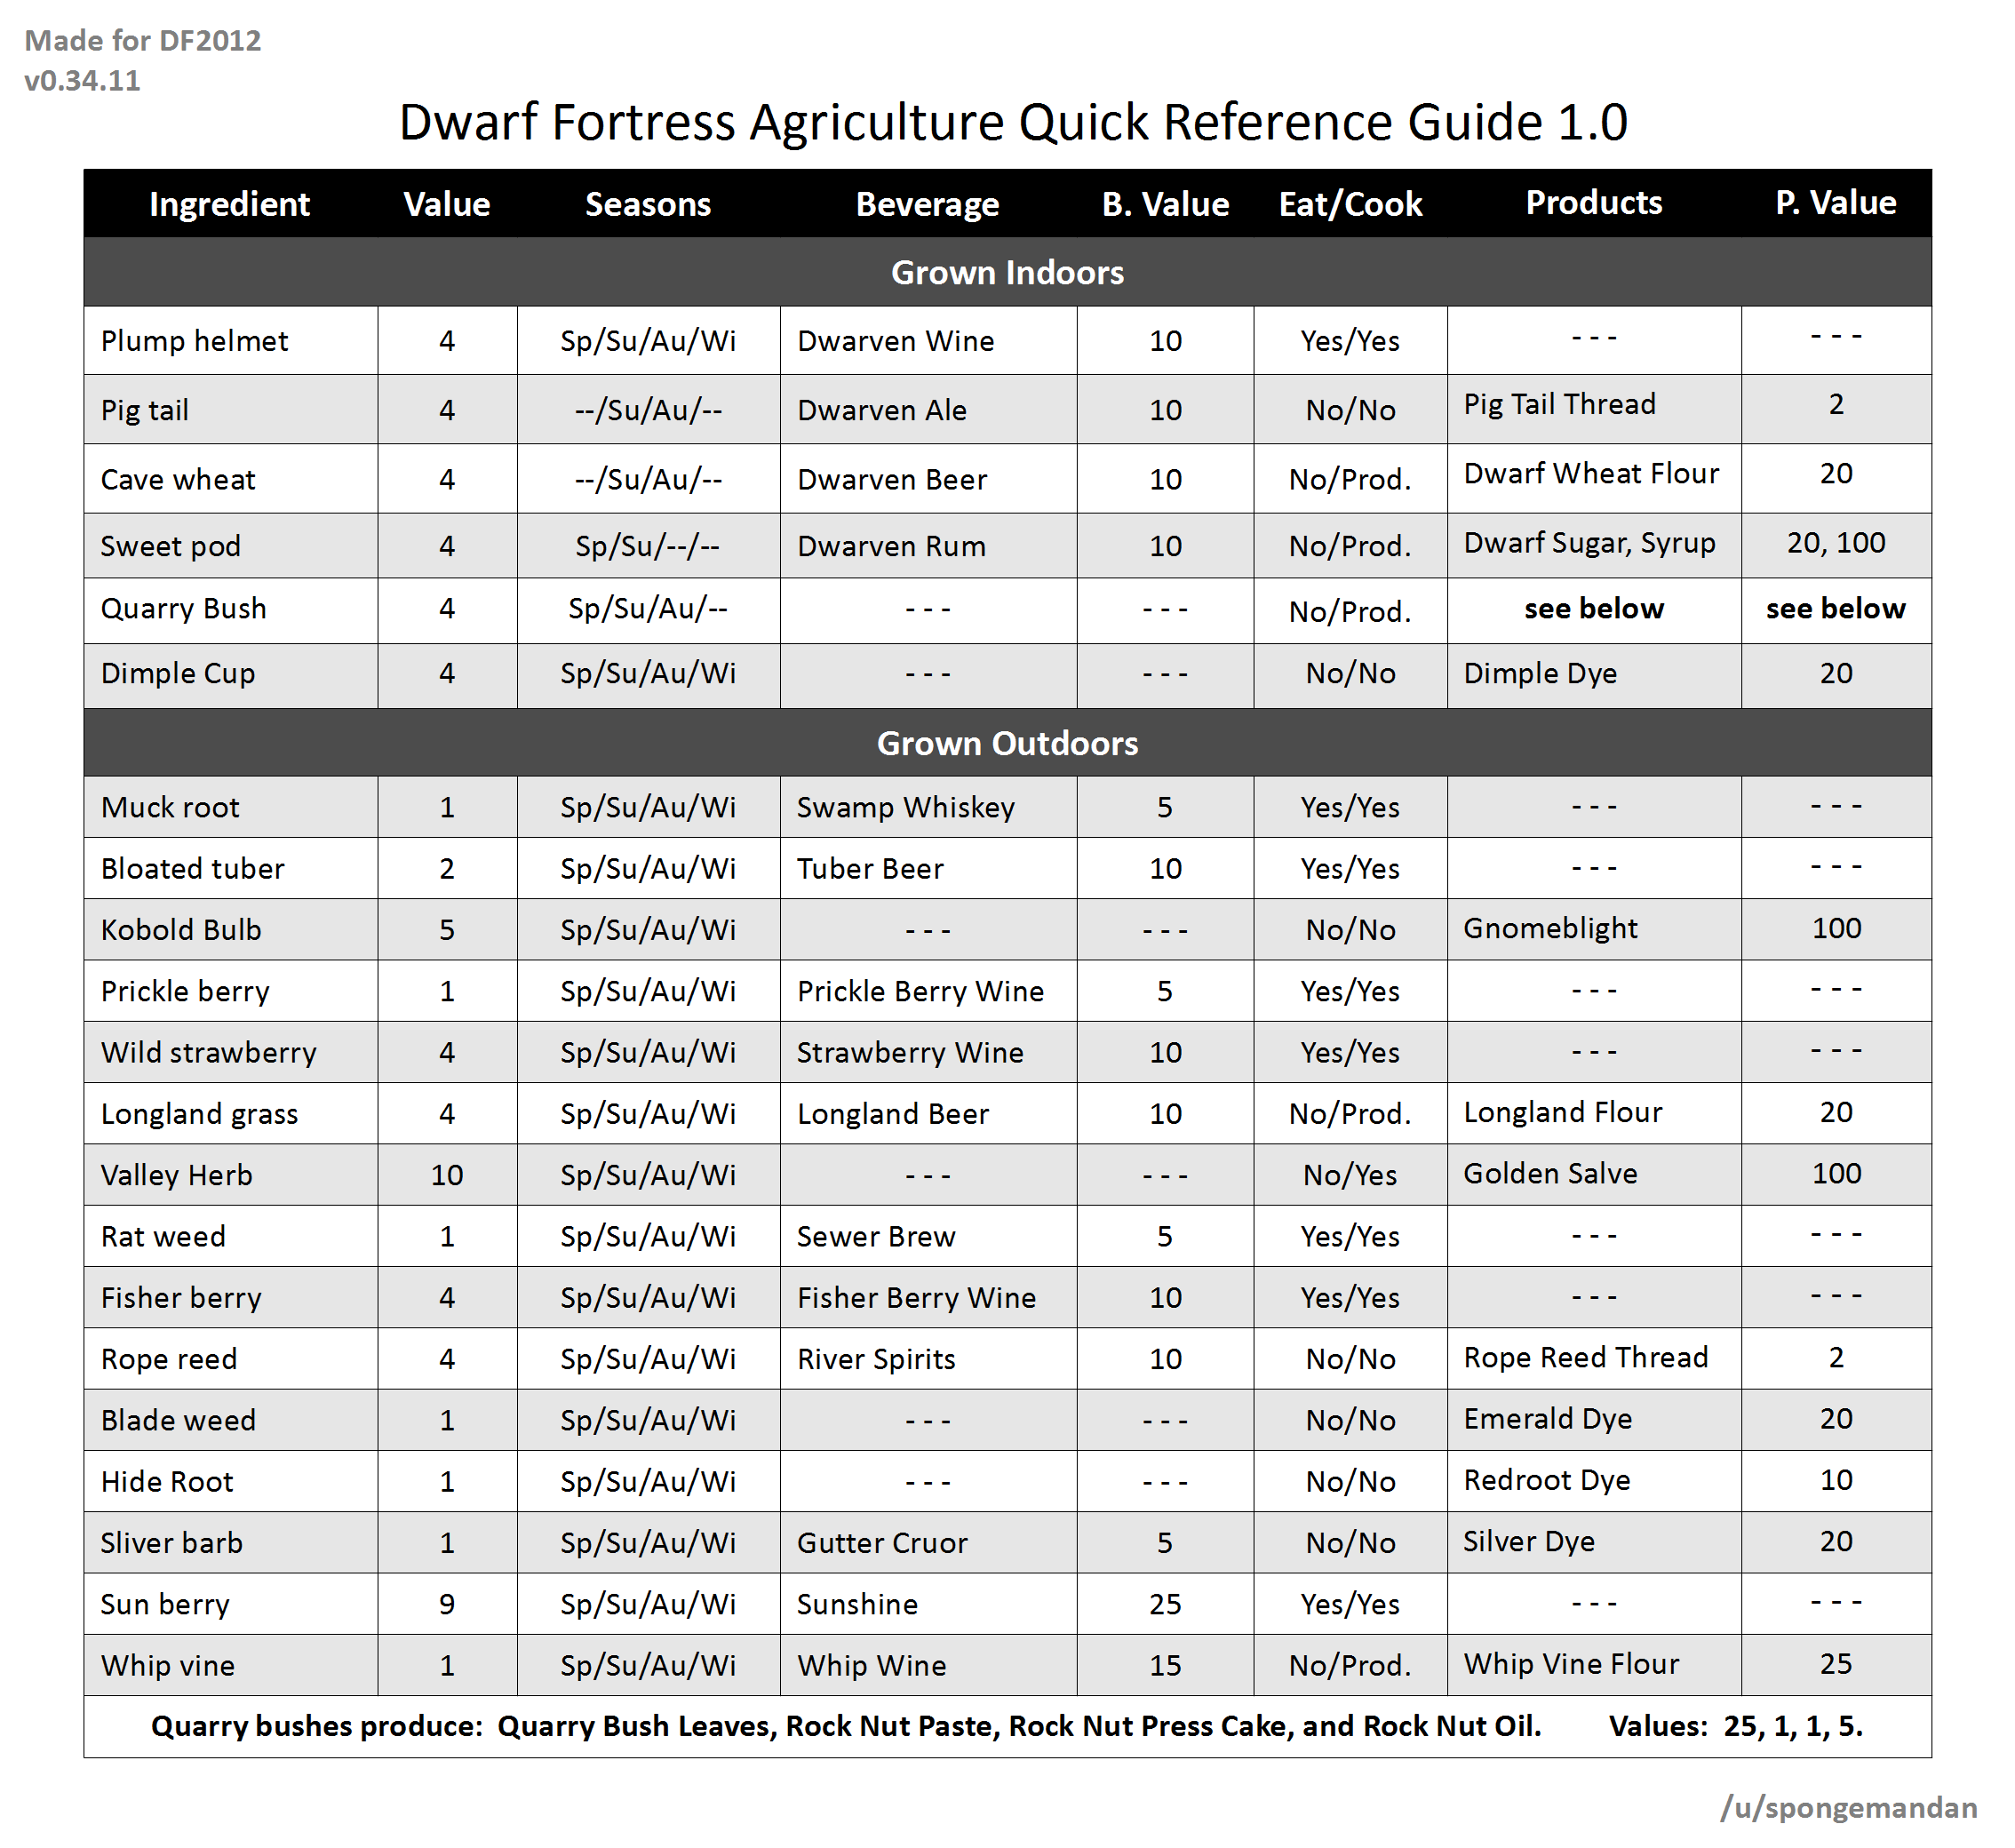 Made for DF2012
v0.34.11
Dwarf Fortress Agriculture Quick Reference Guide 1.0
Ingredient Value Seasons Beverage B. Value Eat/Cook Products P. Value
Grown Indoors
Plump helmet 4 Sp/Su/Au/Wi Dwarven Wine 10 Yes/Yes --- ---
Pig tail 4 --/Su/Au/-- Dwarven Ale 10 No/No Pig Tail Thread 2
Cave wheat 4 --/Su/Au/-- Dwarven Beer 10 No/Prod. Dwarf Wheat Flour 20
Sweet pod 4 Sp/Su/--/-- Dwarven Rum 10 No/Prod. Dwarf Sugar, Syrup 20, 100
Quarry Bush 4 Sp/Su/Au/-- --- --- No/Prod. see below see below
Dimple Cup 4 Sp/Su/Au/Wi --- --- No/No Dimple Dye 20
Grown Outdoors
Muck root 1 Sp/Su/Au/Wi Swamp Whiskey 5 Yes/Yes --- ---
Bloated tuber 2 Sp/Su/Au/Wi Tuber Beer 10 Yes/Yes --- ---
Kobold Bulb 5 Sp/Su/Au/Wi --- --- No/No Gnomeblight 100
Prickle berry 1 Sp/Su/Au/Wi Prickle Berry Wine 5 Yes/Yes --- ---
Wild strawberry 4 Sp/Su/Au/Wi Strawberry Wine 10 Yes/Yes --- ---
Longland grass 4 Sp/Su/Au/Wi Longland Beer 10 No/Prod. Longland Flour 20
Valley Herb 10 Sp/Su/Au/Wi --- --- No/Yes Golden Salve 100
Rat weed 1 Sp/Su/Au/Wi Sewer Brew 5 Yes/Yes --- ---
Fisher berry 4 Sp/Su/Au/Wi Fisher Berry Wine 10 Yes/Yes --- ---
Rope reed 4 Sp/Su/Au/Wi River Spirits 10 No/No Rope Reed Thread 2
Blade weed 1 Sp/Su/Au/Wi --- --- No/No Emerald Dye 20
Hide Root 1 Sp/Su/Au/Wi --- --- No/No Redroot Dye 10
Sliver barb 1 Sp/Su/Au/Wi Gutter Cruor 5 No/No Silver Dye 20
Sun berry 9 Sp/Su/Au/Wi Sunshine 25 Yes/Yes --- ---
Whip vine 1 Sp/Su/Au/Wi Whip Wine 15 No/Prod. Whip Vine Flour 25
Quarry bushes produce: Quarry Bush Leaves, Rock Nut Paste, Rock Nut Press Cake, and Rock Nut Oil. Values: 25, 1, 1, 5.
/u/spongemandan